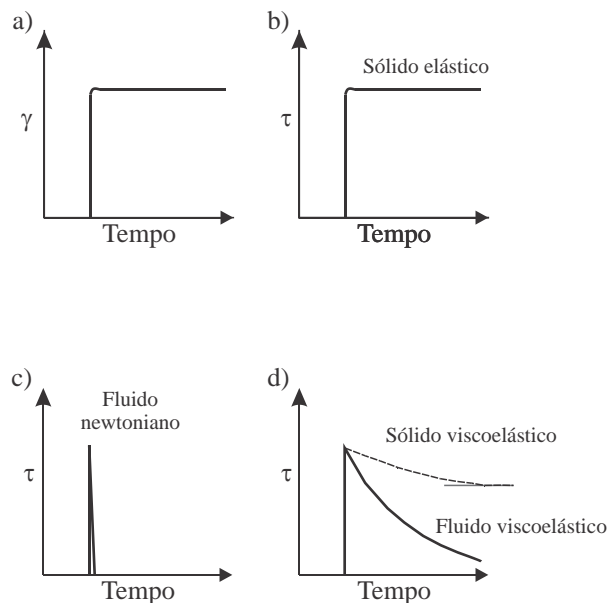 a)
γ
Tempo
b)
Sólido elástico
τ
Tempo
c)
Fluido
newtoniano
τ
Tempo
d)
Sólido viscoelástico
τ
Fluido viscoelástico
Tempo